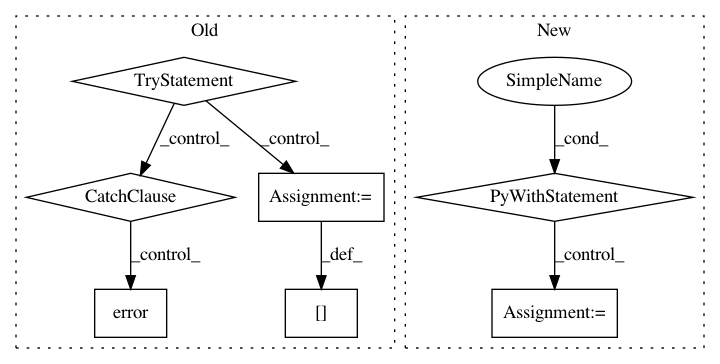 Old
New
TryStatement
SimpleName
_control_
_control_
_cond_
CatchClause
Assignment:=
PyWithStatement
_control_
_def_
_control_
error
[]
Assignment:=